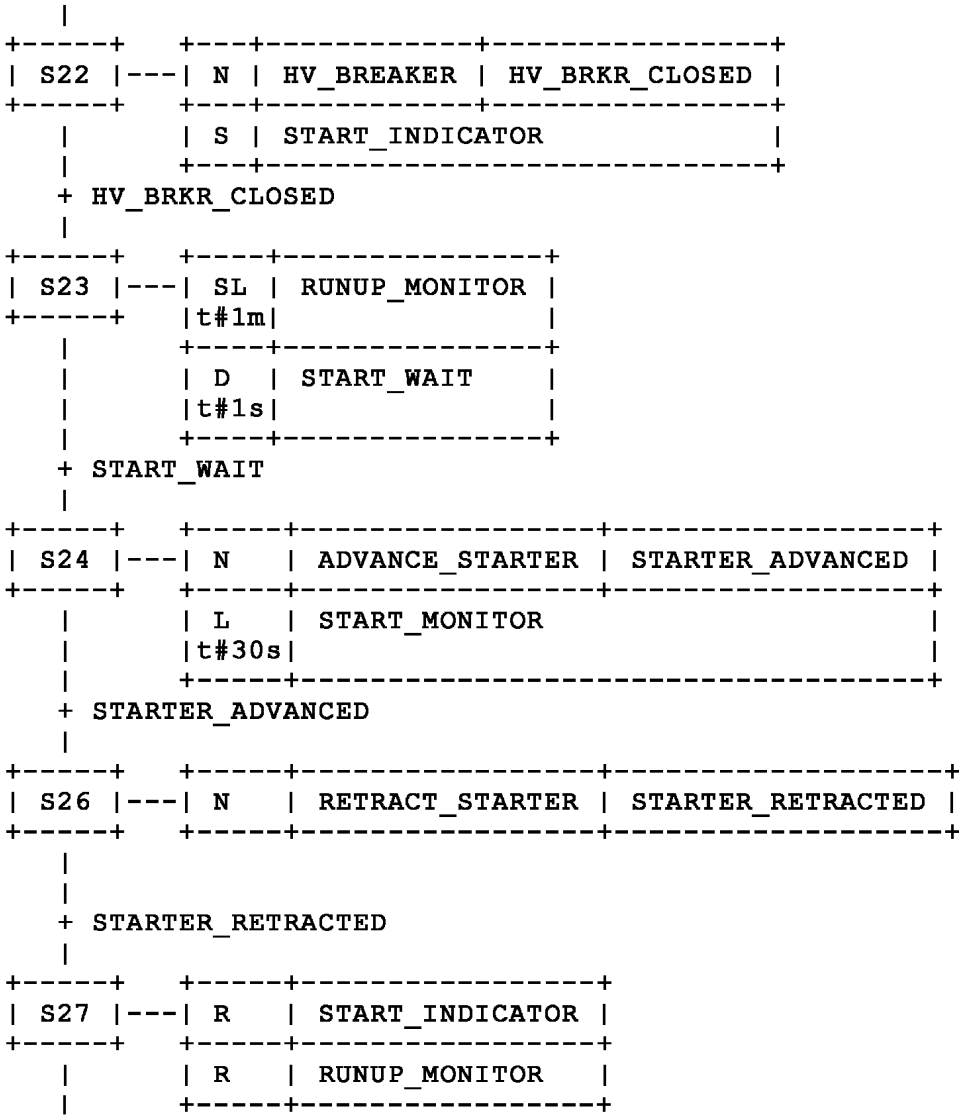 |
+-----+   +---+-------------+-----------------+
| S22 |---| N | HV_BREAKER | HV_BRKR_CLOSED |
+-----+   +---+-------------+-----------------+
|   | S | START_INDICATOR |
|   +---+-------------------------------+
+ HV_BRKR_CLOSED
|
+-----+   +----+----------------+
| S23 |---| SL | RUNUP_MONITOR |
+-----+   |t#1m| |
|   +----+----------------+
|   | D | START_WAIT |
|   |t#1s| |
|   +----+----------------+
+ START_WAIT
|
+-----+   +-----+------------------+-------------------+
| S24 |---| N | ADVANCE_STARTER | STARTER_ADVANCED |
+-----+   +-----+------------------+-------------------+
|   | L | START_MONITOR |
|   |t#30s| |
|   +-----+-------------------------------------+
+ STARTER_ADVANCED
|
+-----+   +-----+------------------+--------------------+
| S26 |---| N | RETRACT_STARTER | STARTER_RETRACTED |
+-----+   +-----+------------------+--------------------+
|
|
+ STARTER_RETRACTED
|
+-----+   +-----+------------------+
| S27 |---| R | START_INDICATOR |
+-----+   +-----+------------------+
|   | R | RUNUP_MONITOR |
|   +-----+------------------+